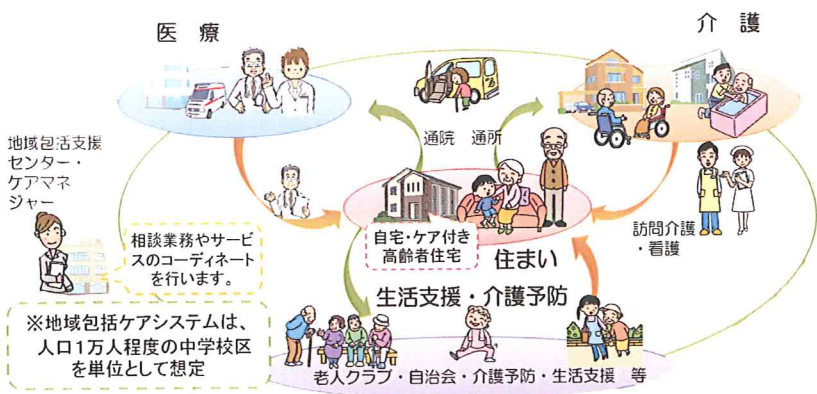 医 療
介 護
通院 通所
地域包活支援
センター・
ケアマネ
ジャー
相談業務やサービ
スのコーディネート
を行います。
自宅・ケア付き
高齢者住宅
住まい
訪問介護
・看護
生活支援・介護予防
※地域包括ケアシステムは、
人口1万人程度の中学校区
を単位として想定
老人クラブ・自治会・介護予防・生活支援 等